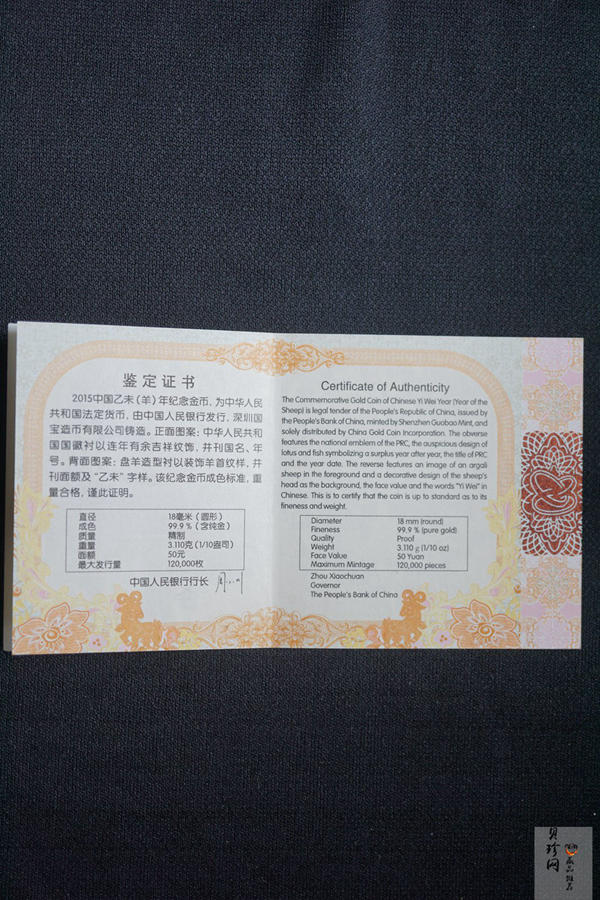 鉴定证书
2015中国乙未(羊)年纪念金币，为中华人民
共和国法定货币，由中国人民银行发行，深圳国
宝造币有限公司铸造。正面图案：中华人民共和
国国徽衬以连年有余吉祥纹饰，并刊国名、年
号。背面图案：盘羊造型衬以装饰羊首纹样，并
刊面额及“乙未”字样。该纪念金币成色标准，重
量合格，谨此证明。
直径 18毫米（圆形）
成色 99.9％（含纯金）
质量 精制
重量 3.110克(1/10盎司)
面额 50元
最大发行量 120,000枚
中国人民银行行长
Certificate of Authenticity
The Commemorative Gold Coin of Chinese Yi Wei Year (Year of the
Sheep) is legal tender of the People's Republic of China, issued by
the People's Bank of China, minted by Shenzhen Guobao Mint, and
solely distributed by China Gold Coin Incorporation. The obverse
features the national emblem of the PRC, the auspicious design of
lotus and fish symbolizing a surplus year after year, the title of PRC
and the year date. The reverse features an image of an argali
sheep in the foreground and a decorative design of the sheep's
head as the background, the face value and the words "Yi Wei" in
Chinese. This is to certify that the coin is up to standard as to its
fineness and weight.
Diameter 18 mm (round)
Fineness 99.9 % (pure gold)
Quality Proof
Weight 3.110 g (1/10 oz)
Face Value 50 Yuan
Maximum Mintage 120,000 pieces
Zhou Xiaochuan
Governor
The People's Bank of China
贝珍网